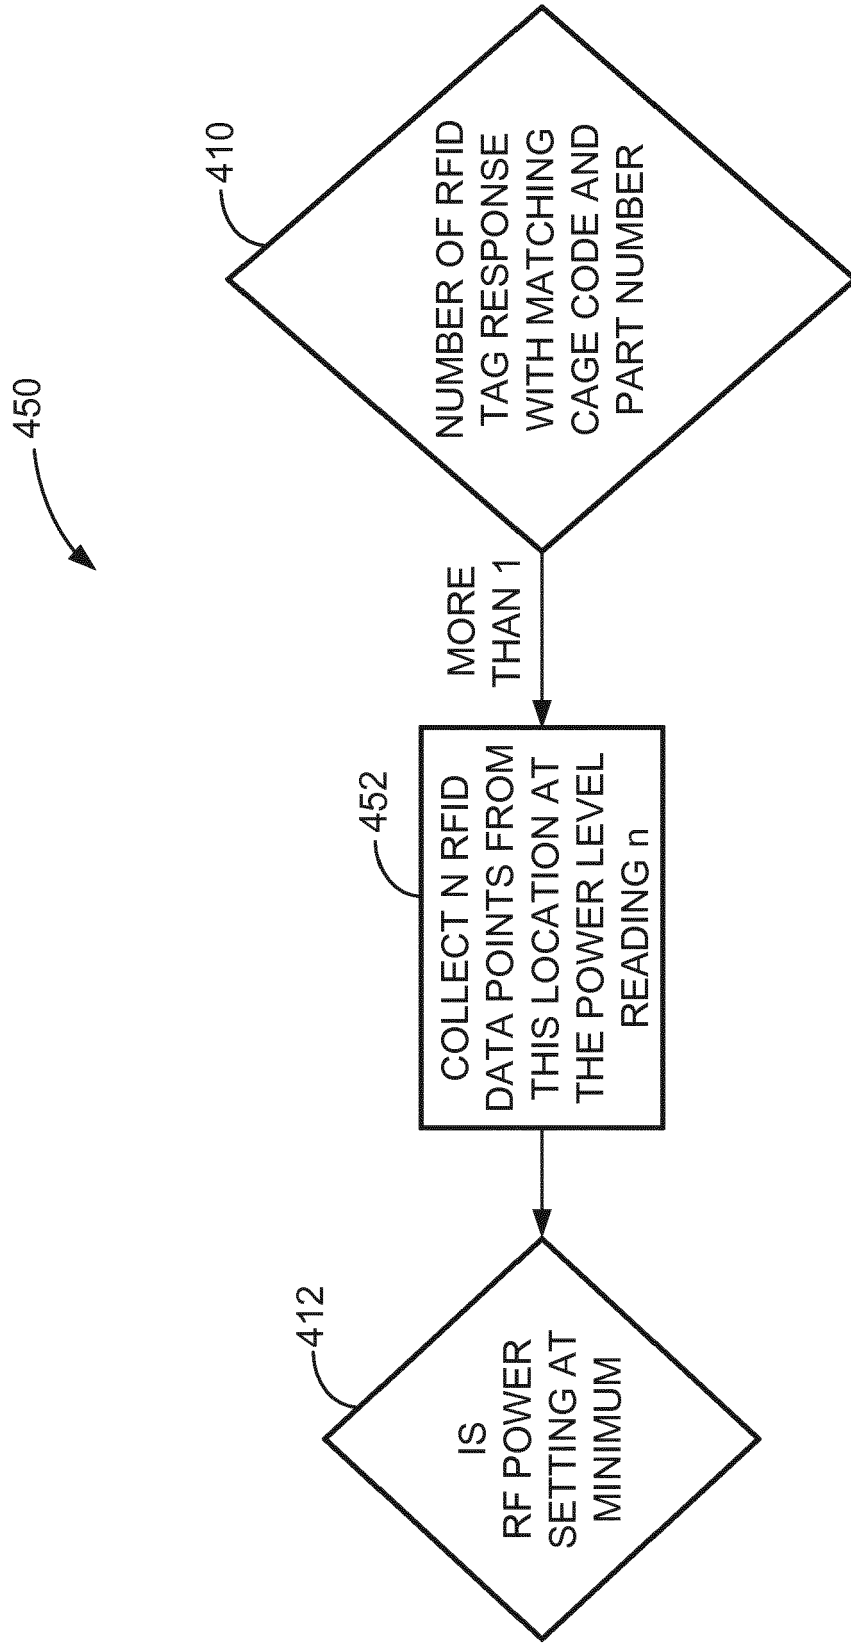 450
412
IS
RF POWER
SETTING AT
MINIMUM
452
COLLECT N RFID
DATA POINTS FROM
THIS LOCATION AT
THE POWER LEVEL
READING n
MORE
THAN 1
410
NUMBER OF RFID
TAG RESPONSE
WITH MATCHING
CAGE CODE AND
PART NUMBER